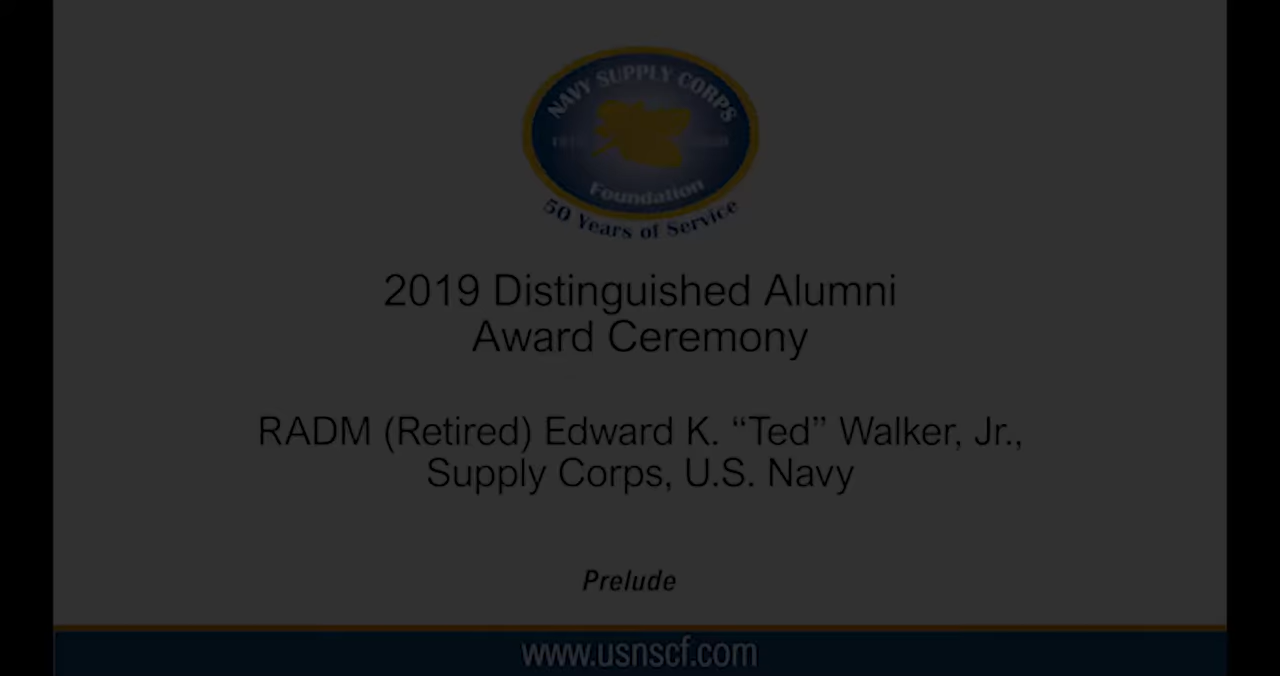 NAVY SUPPLY CORPS
Foundation
50 Years of Service
2019 Distinguished Alumni
Award Ceremony
RADM (Retired) Edward K. “Ted” Walker, Jr.,
Supply Corps, U.S. Navy
Prelude
www.usnscf.com